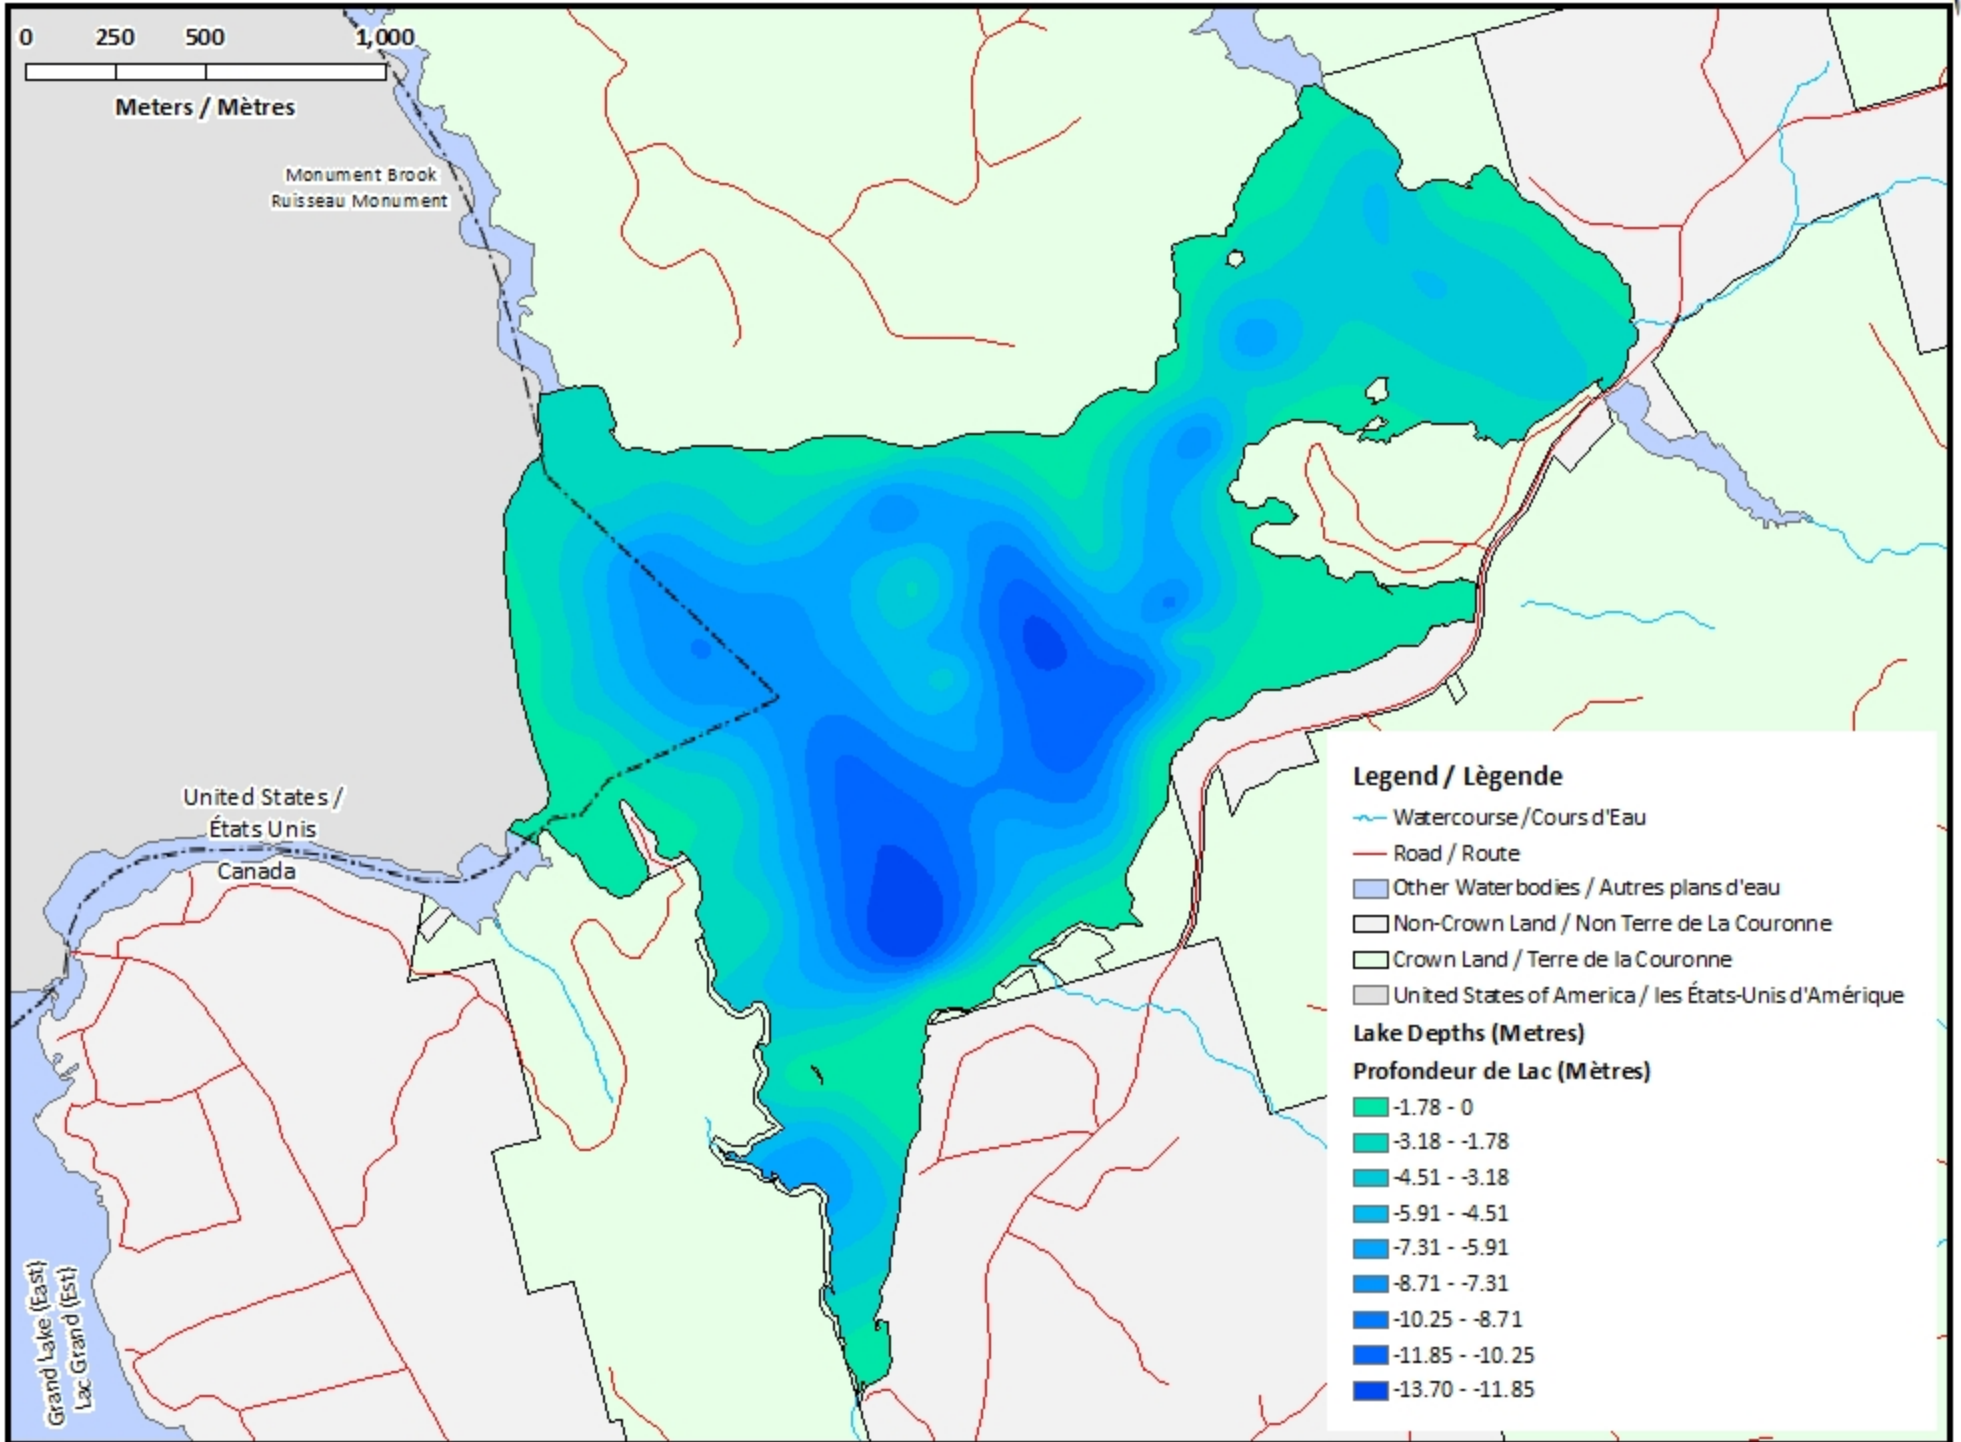 0 250 500 1,000
Meters / Mètres
Monument Brook
Ruisseau Monument
United States /
États Unis
Canada
Grand Lake (East)
Lac Grand (Est)
Legend / Lègende
Watercourse /Cours d'Eau
Road / Route
Other Waterbodies / Autres plans d'eau
Non-Crown Land / Non Terre de La Couronne
Crown Land / Terre de la Couronne
United States of America / les États-Unis d'Amérique
Lake Depths (Metres)
Profondeur de Lac (Mètres)
-1.78 - 0
-3.18 - -1.78
-4.51 - -3.18
-5.91 - -4.51
-7.31 - -5.91
-8.71 - -7.31
-10.25 - -8.71
-11.85 - -10.25
-13.70 - -11.85